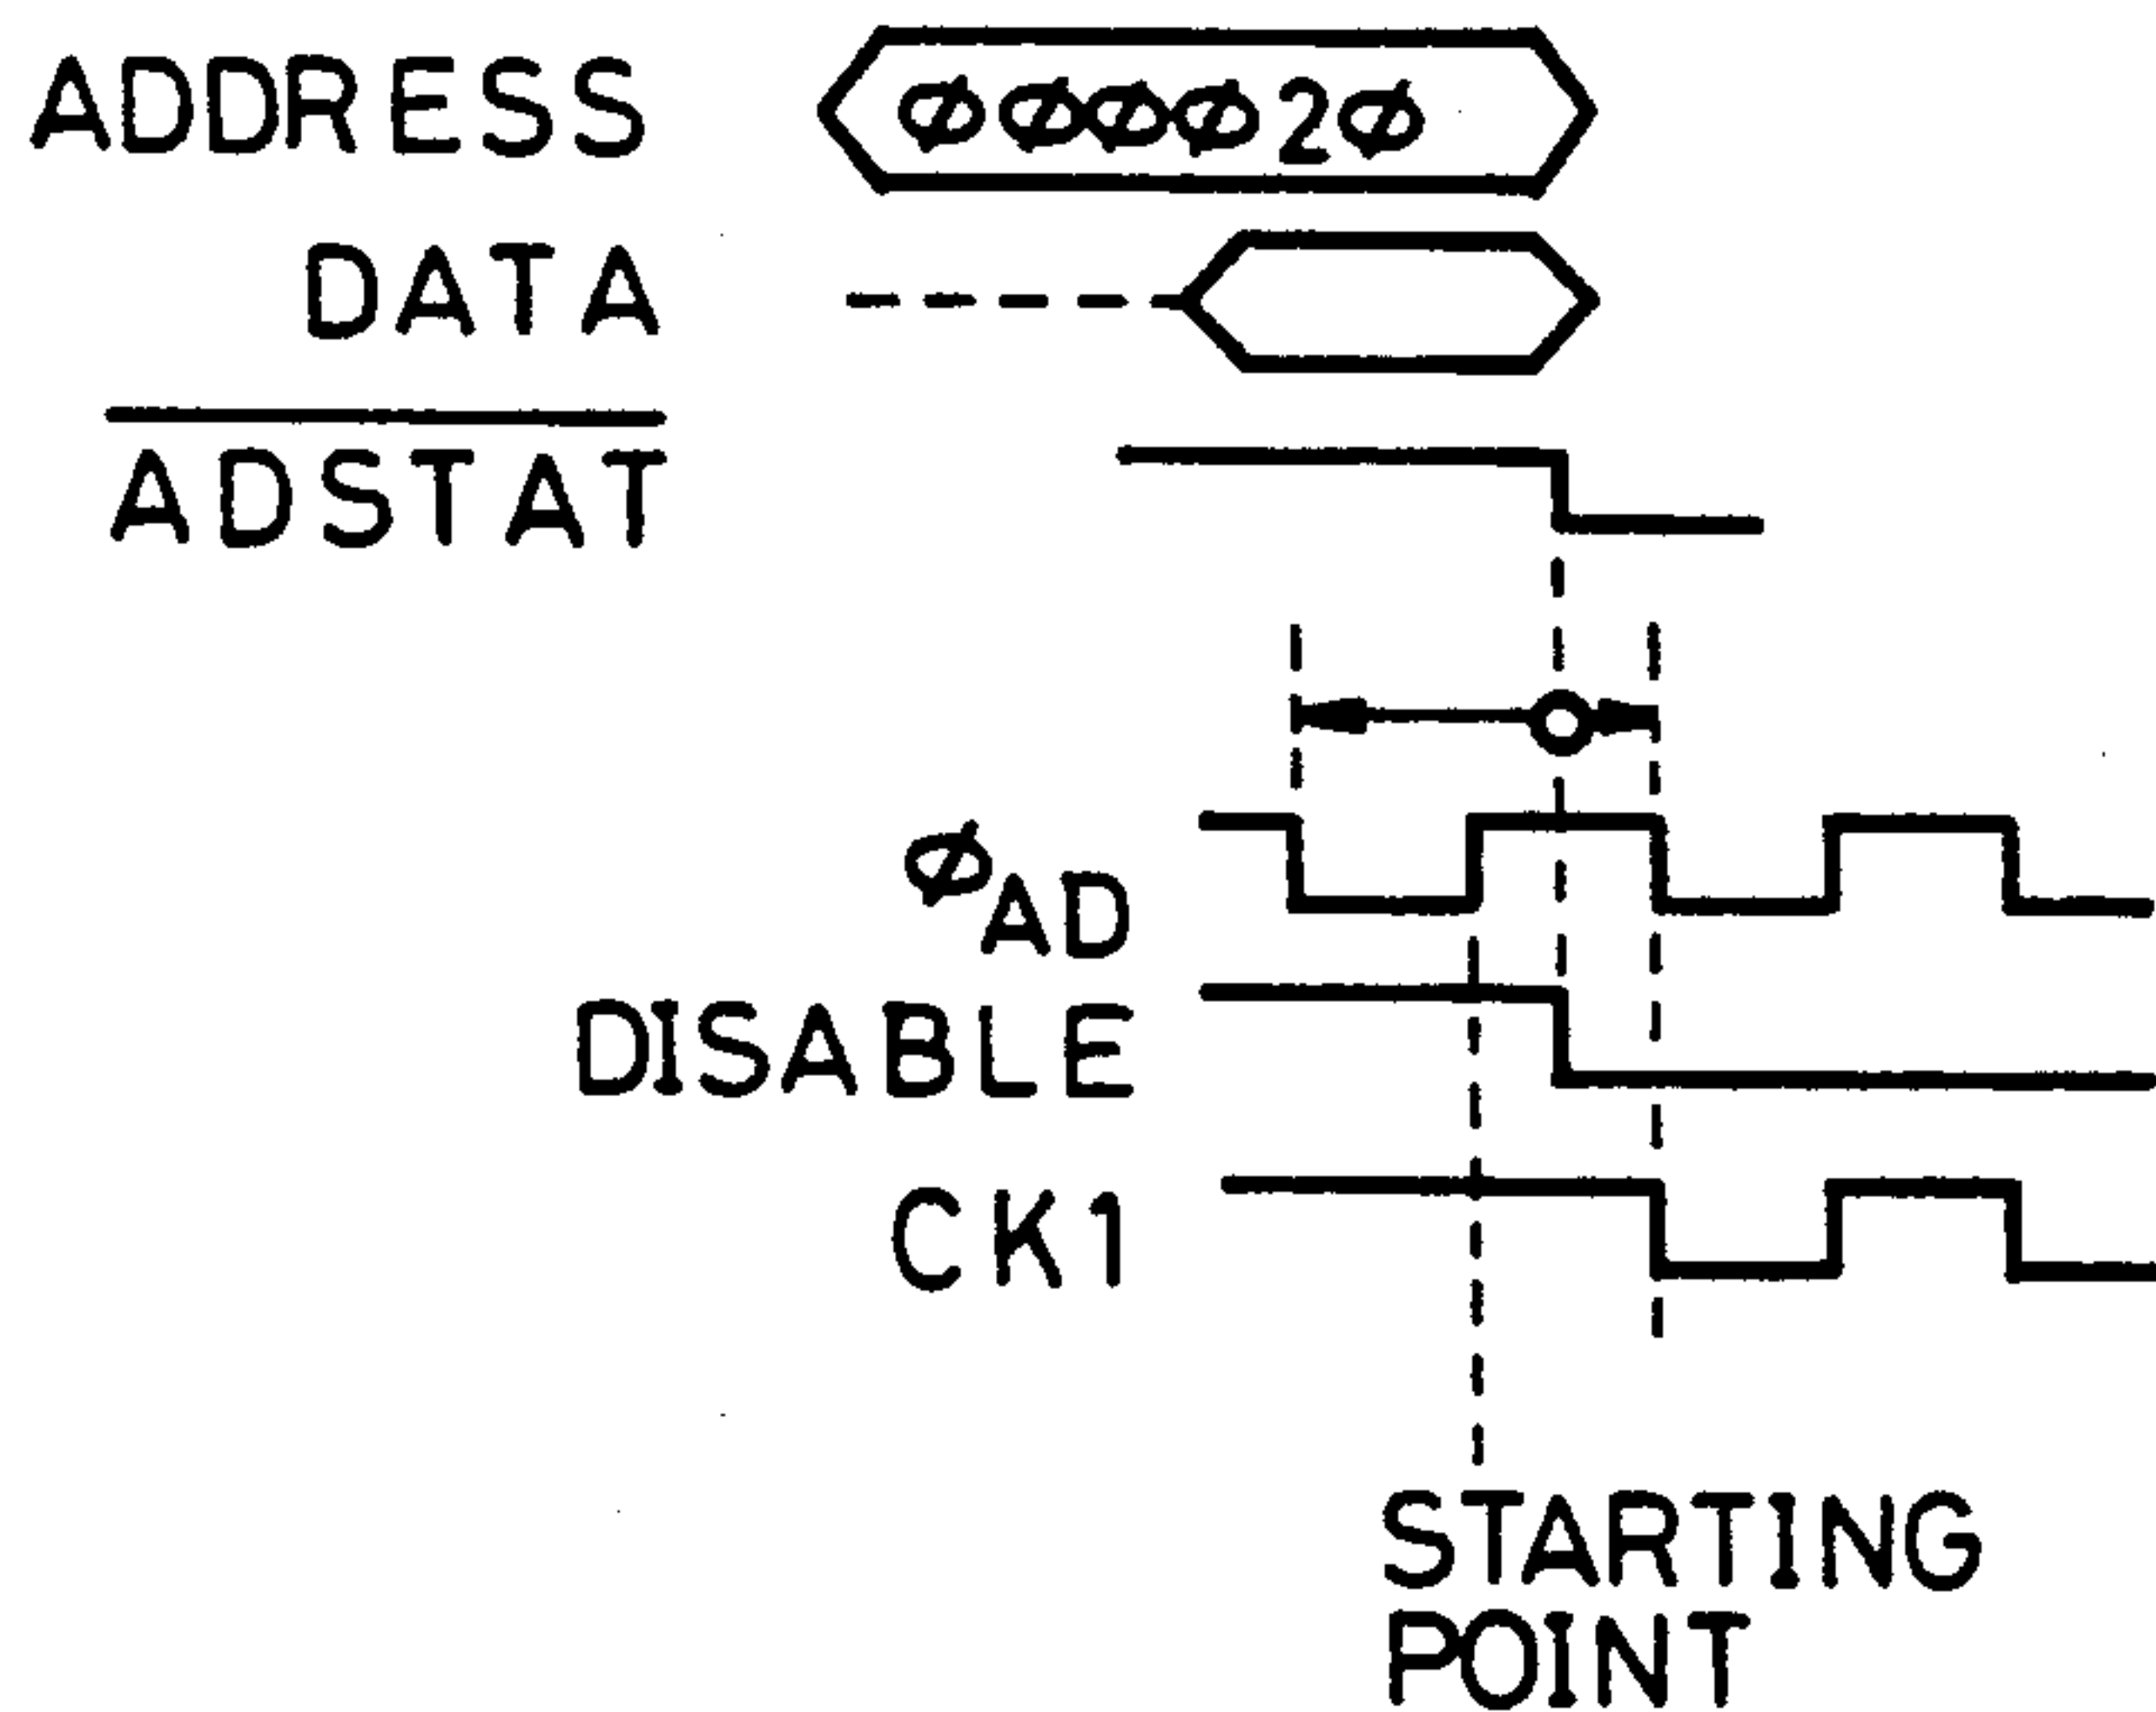 ADDRESS ØØØØ2Ø
DATA
ADSTAT
ØAD
DISABLE
CK1
STARTING
POINT